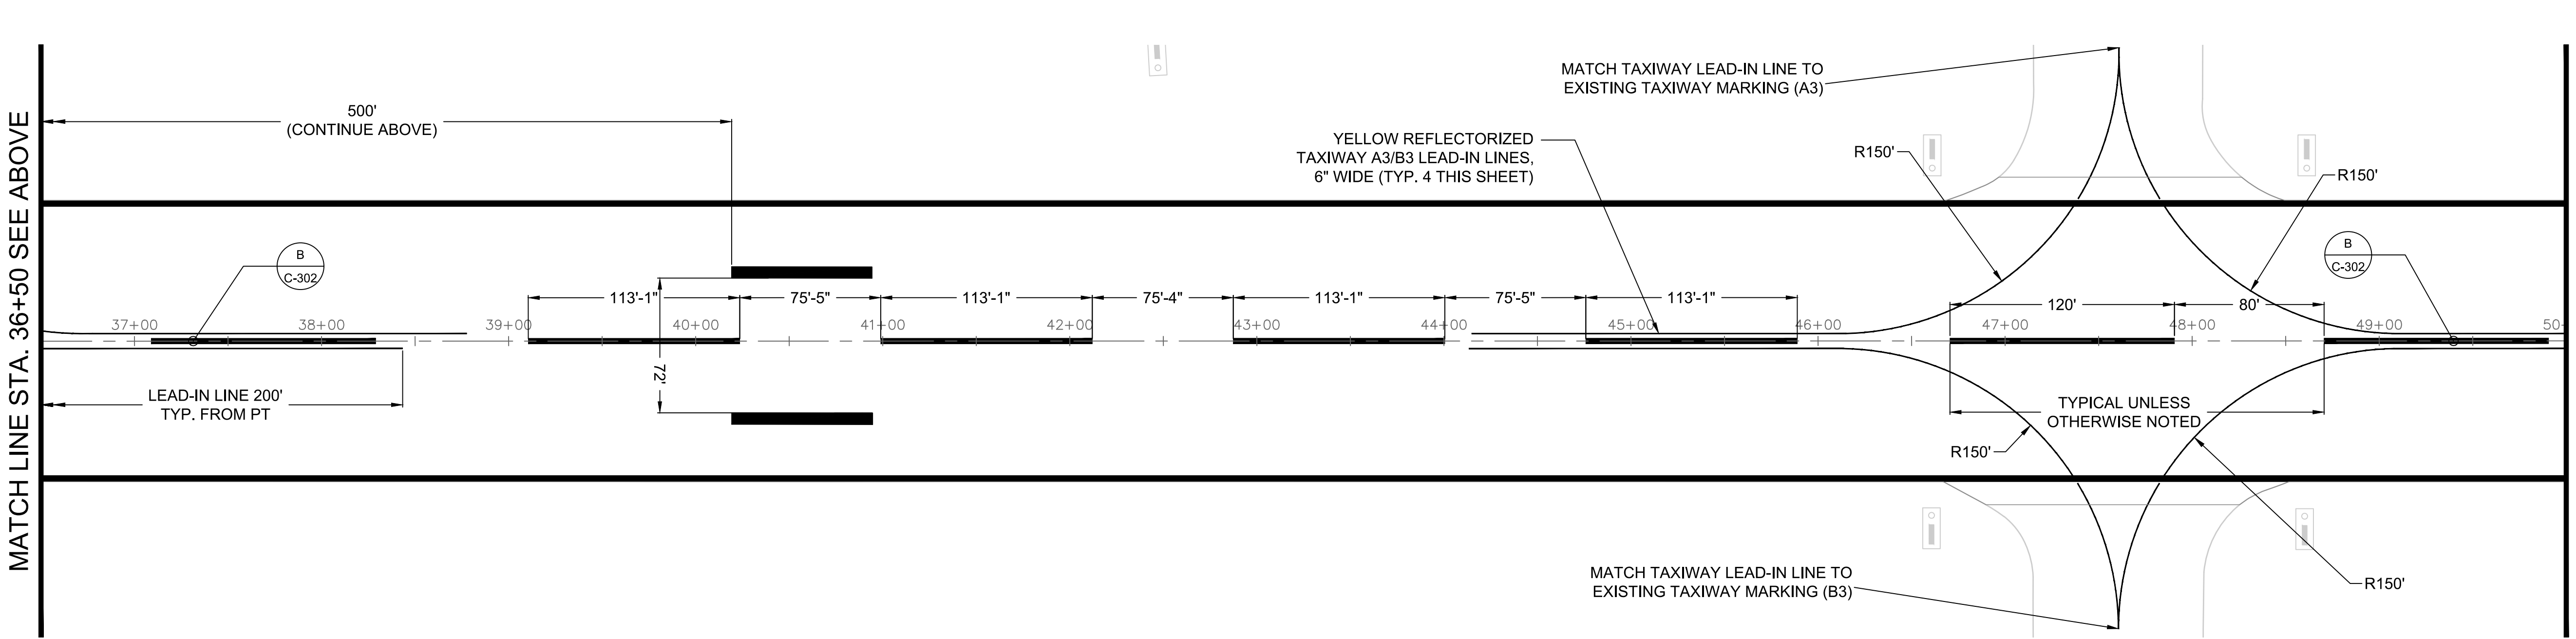 MATCH LINE STA. 36+50 SEE ABOVE
500'
(CONTINUE ABOVE)
MATCH TAXIWAY LEAD-IN LINE TO
EXISTING TAXIWAY MARKING (A3)
YELLOW REFLECTORIZED
TAXIWAY A3/B3 LEAD-IN LINES,
6" WIDE (TYP. 4 THIS SHEET)
R150'
R150'
B
C-302
B
C-302
113'-1"
75'-5"
113'-1"
75'-4"
113'-1"
75'-5"
113'-1"
120'
80'
37+00
38+00
39+00
40+00
41+00
42+00
43+00
44+00
45+00
46+00
47+00
48+00
49+00
50
72'
LEAD-IN LINE 200'
TYP. FROM PT
TYPICAL UNLESS
OTHERWISE NOTED
R150'
MATCH TAXIWAY LEAD-IN LINE TO
EXISTING TAXIWAY MARKING (B3)
R150'